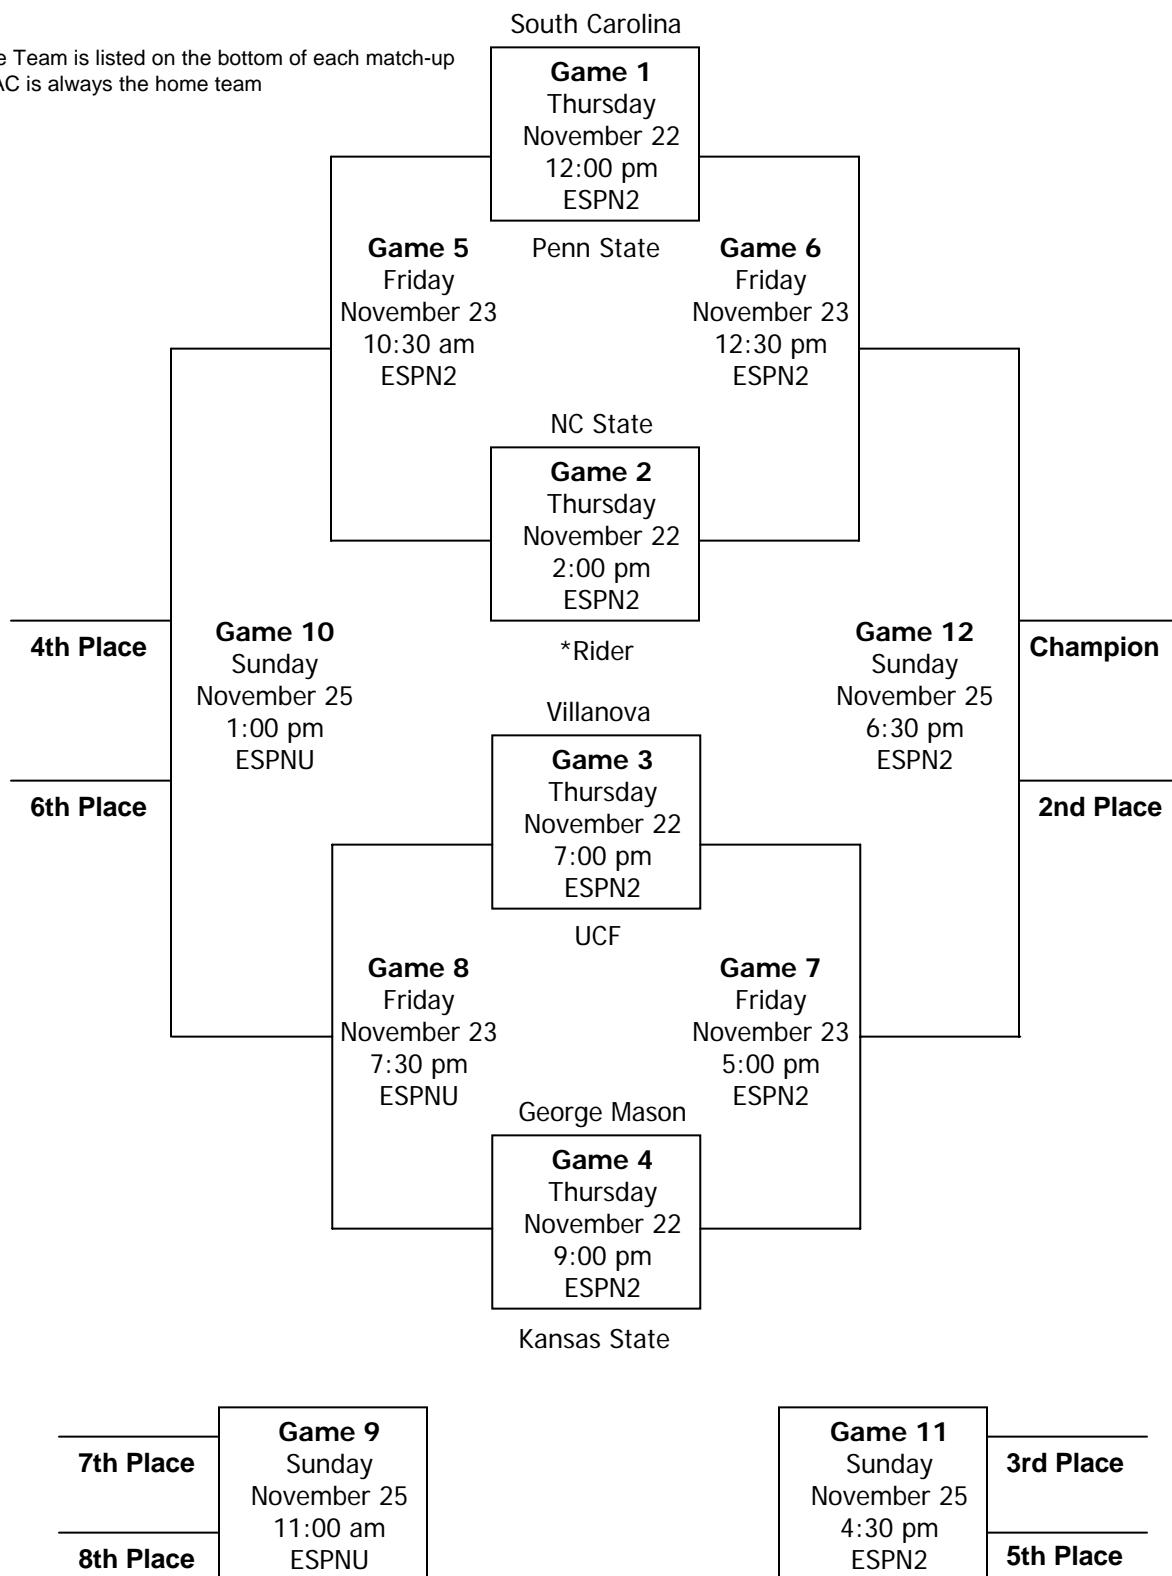 South Carolina
e Team is listed on the bottom of each match-up
AC is always the home team
Game 1
Thursday
November 22
12:00 pm
ESPN2
Penn State
Game 5
Friday
November 23
10:30 am
ESPN2
Game 6
Friday
November 23
12:30 pm
ESPN2
NC State
Game 2
Thursday
November 22
2:00 pm
ESPN2
*Rider
4th Place
Game 10
Sunday
November 25
1:00 pm
ESPNU
6th Place
Game 12
Sunday
November 25
6:30 pm
ESPN2
Champion
2nd Place
Villanova
Game 3
Thursday
November 22
7:00 pm
ESPN2
UCF
Game 8
Friday
November 23
7:30 pm
ESPNU
Game 7
Friday
November 23
5:00 pm
ESPN2
George Mason
Game 4
Thursday
November 22
9:00 pm
ESPN2
Kansas State
7th Place
8th Place
Game 9
Sunday
November 25
11:00 am
ESPNU
Game 11
Sunday
November 25
4:30 pm
ESPN2
3rd Place
5th Place